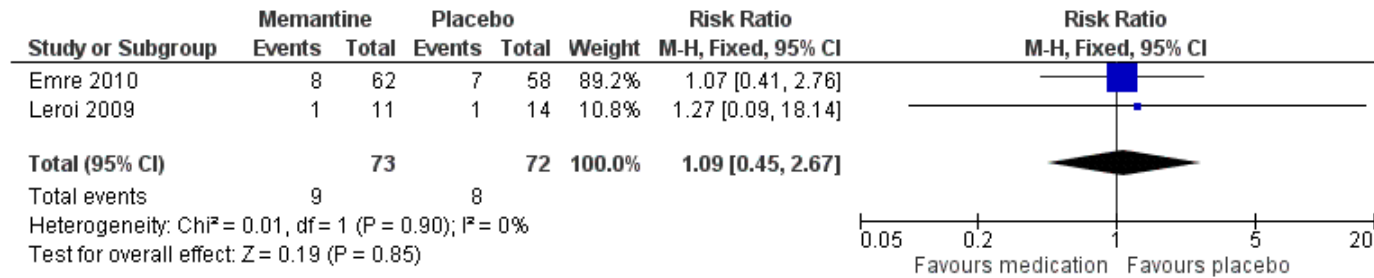 Memantine Placebo Risk Ratio Risk Ratio
Study or Subgroup Events Total Events Total Weight M-H, Fixed, 95% CI M-H, Fixed, 95% CI
Emre 2010 8 62 7 58 89.2% 1.07 [0.41, 2.76]
Leroi 2009 1 11 1 14 10.8% 1.27 [0.09, 18.14]
Total (95% CI) 73 72 100.0% 1.09 [0.45, 2.67]
Total events 9 8
Heterogeneity: Chi² = 0.01, df = 1 (P = 0.90); I² = 0%
Test for overall effect: Z = 0.19 (P = 0.85)
0.05 0.2 1 5 20
Favours medication Favours placebo